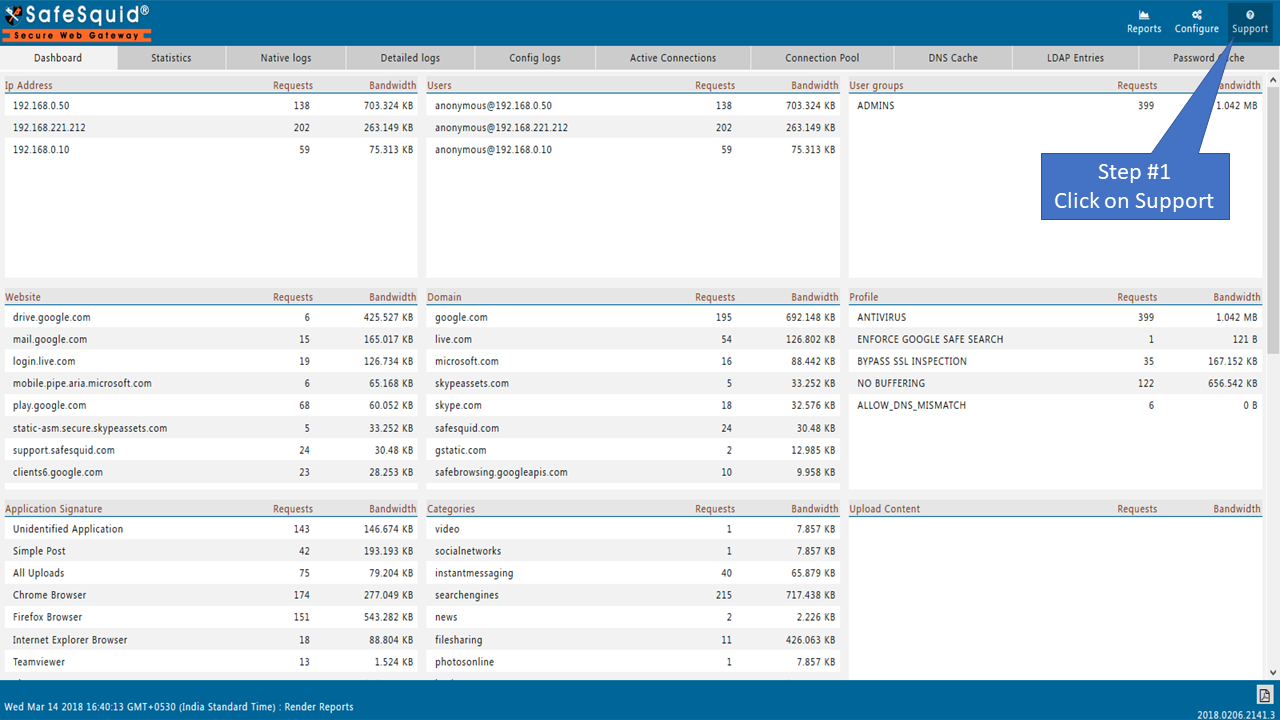 SafeSquid®
Secure Web Gateway
Reports Configure Support
Dashboard Statistics Native logs Detailed logs Config logs Active Connections Connection Pool DNS Cache LDAP Entries Password Cache
Ip Address Requests Bandwidth
192.168.0.50 138 703.324 KB
192.168.221.212 202 263.149 KB
192.168.0.10 59 75.313 KB
Users Requests Bandwidth
anonymous@192.168.0.50 138 703.324 KB
anonymous@192.168.221.212 202 263.149 KB
anonymous@192.168.0.10 59 75.313 KB
User groups Requests Bandwidth
ADMINS 399 1.042 MB
Step #1
Click on Support
Website Requests Bandwidth
drive.google.com 6 425.527 KB
mail.google.com 15 165.017 KB
login.live.com 19 126.734 KB
mobile.pipe.aria.microsoft.com 6 65.168 KB
play.google.com 68 60.052 KB
static-asm.secure.skypeassets.com 5 33.252 KB
support.safesquid.com 24 30.48 KB
clients6.google.com 23 28.253 KB
Domain Requests Bandwidth
google.com 195 692.148 KB
live.com 54 126.802 KB
microsoft.com 16 88.442 KB
skypeassets.com 5 33.252 KB
skype.com 18 32.576 KB
safesquid.com 24 30.48 KB
gstatic.com 2 12.985 KB
safebrowsing.googleapis.com 10 9.958 KB
Profile Requests Bandwidth
ANTIVIRUS 399 1.042 MB
ENFORCE GOOGLE SAFE SEARCH 1 121 B
BYPASS SSL INSPECTION 35 167.152 KB
NO BUFFERING 122 656.542 KB
ALLOW_DNS_MISMATCH 6 0 B
Application Signature Requests Bandwidth
Unidentified Application 143 146.674 KB
Simple Post 42 193.193 KB
All Uploads 75 79.204 KB
Chrome Browser 174 277.049 KB
Firefox Browser 151 543.282 KB
Internet Explorer Browser 18 88.804 KB
Teamviewer 13 1.524 KB
Categories Requests Bandwidth
video 1 7.857 KB
socialnetworks 1 7.857 KB
instantmessaging 40 65.879 KB
searchengines 215 717.438 KB
news 2 2.226 KB
filesharing 11 426.063 KB
photosonline 1 7.857 KB
Upload Content Requests Bandwidth
Wed Mar 14 2018 16:40:13 GMT+0530 (India Standard Time) : Render Reports
2018.0206.2141.3